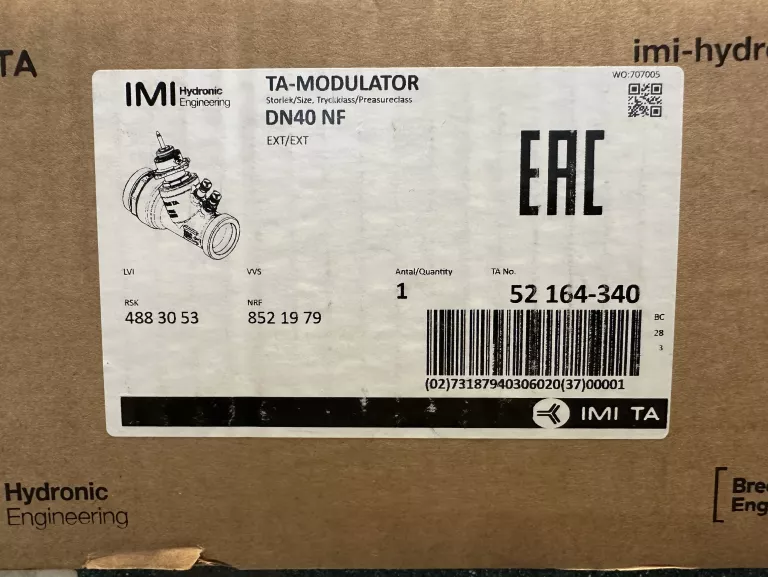 TA
imi-hydro
IMI Hydronic
Engineering
TA-MODULATOR
Storlek/Size, Tryckklass/Preasureclass
DN40 NF
EXT/EXT
WO:707005
EAC
LVI
VVS
Antal/Quantity
TA No.
1
52 164-340
RSK
NRF
488 30 53
852 19 79
BC
28
3
(02)73187940306020(37)00001
IMI TA
Hydronic
Engineering
Bre
Eng